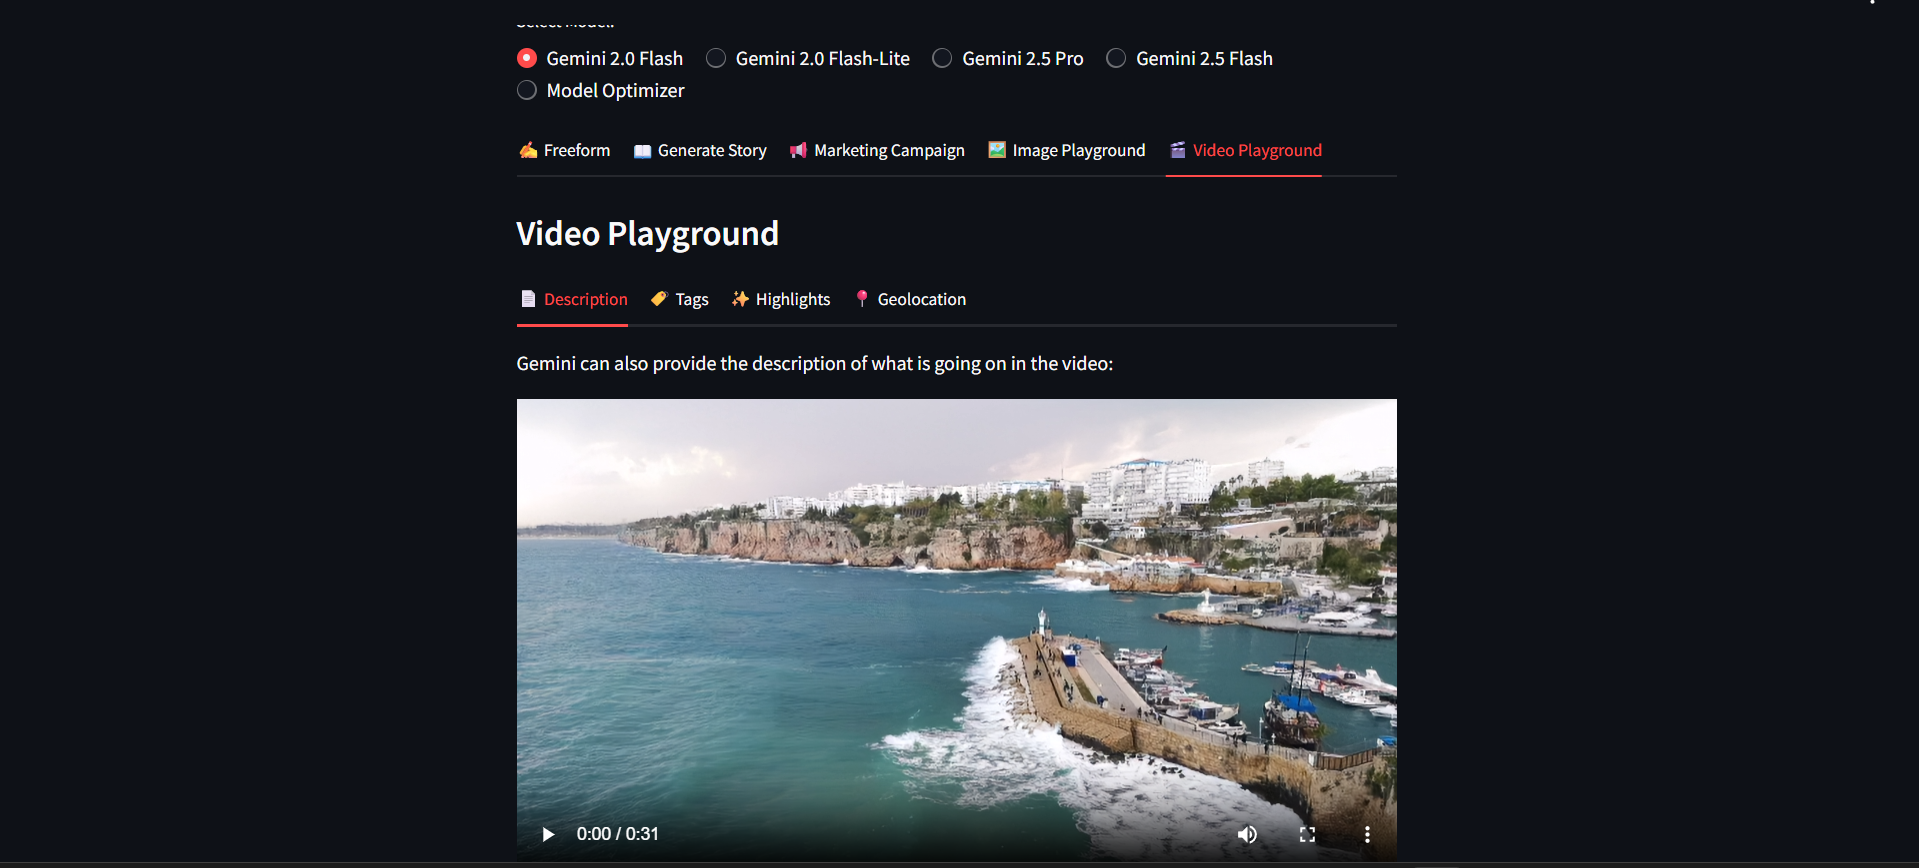 Select Model:
Gemini 2.0 Flash Gemini 2.0 Flash-Lite Gemini 2.5 Pro Gemini 2.5 Flash
Model Optimizer
Freeform Generate Story Marketing Campaign Image Playground Video Playground
Video Playground
Description Tags Highlights Geolocation
Gemini can also provide the description of what is going on in the video:
0:00 / 0:31